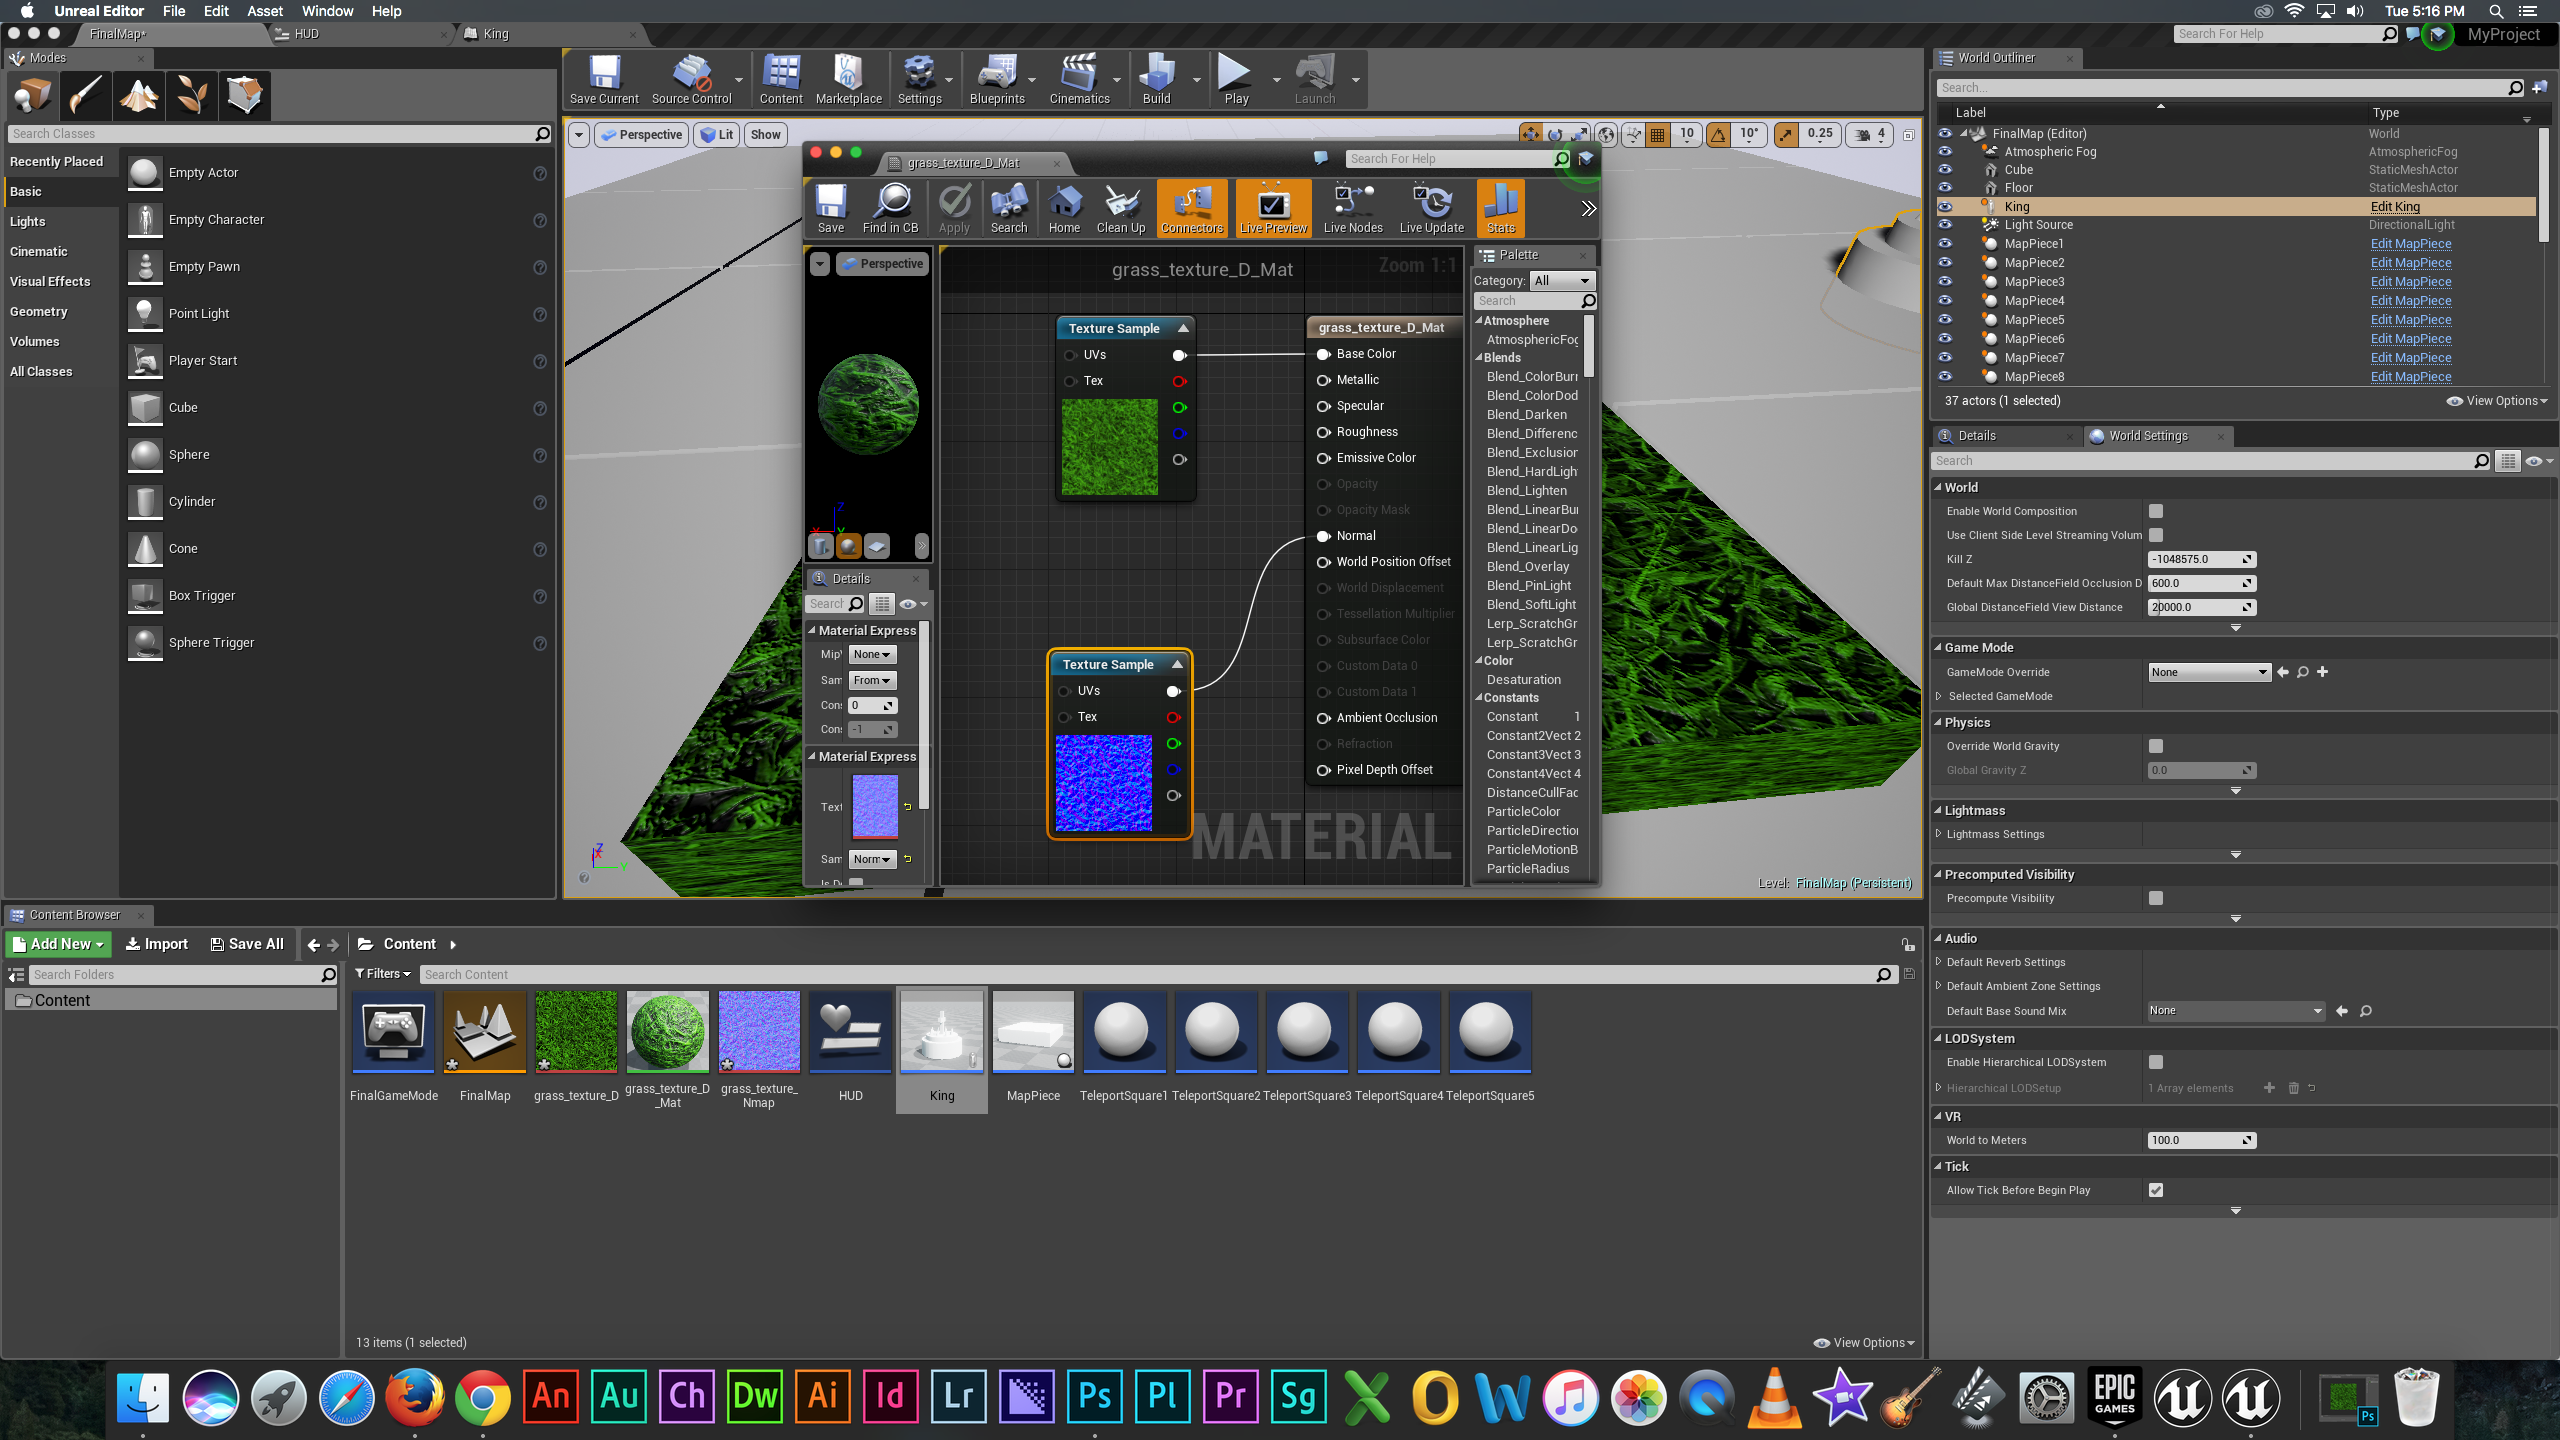 Unreal Editor File Edit Asset Window Help Tue 5:16 PM
FinalMap* HUD King Search For Help MyProject
Modes
Search Classes
Recently Placed
Basic
Lights
Cinematic
Visual Effects
Geometry
Volumes
All Classes
Empty Actor
Empty Character
Empty Pawn
Point Light
Player Start
Cube
Sphere
Cylinder
Cone
Box Trigger
Sphere Trigger
Save Current Source Control Content Marketplace Settings Blueprints Cinematics Build Play Launch
Perspective Lit Show 10 10° 0.25 4
grass_texture_D_Mat Search For Help
Save Find in CB Apply Search Home Clean Up Connectors Live Preview Live Nodes Live Update Stats
Perspective
Z
X Y
Details
Search
Material Express
Mip None
Sam From
Cons 0
Cons -1
Material Express
Text
Sam Norm
Is D
grass_texture_D_Mat Zoom 1:1
Texture Sample
UVs
Tex
Texture Sample
UVs
Tex
grass_texture_D_Mat
Base Color
Metallic
Specular
Roughness
Emissive Color
Opacity
Opacity Mask
Normal
World Position Offset
World Displacement
Tessellation Multiplier
Subsurface Color
Custom Data 0
Custom Data 1
Ambient Occlusion
Refraction
Pixel Depth Offset
MATERIAL
Palette
Category: All
Search
Atmosphere
AtmosphericFog
Blends
Blend_ColorBurn
Blend_ColorDod
Blend_Darken
Blend_Differenc
Blend_Exclusion
Blend_HardLigh
Blend_Lighten
Blend_LinearBu
Blend_LinearDo
Blend_LinearLig
Blend_Overlay
Blend_PinLight
Blend_SoftLight
Lerp_ScratchGr
Lerp_ScratchGr
Color
Desaturation
Constants
Constant 1
Constant2Vect 2
Constant3Vect 3
Constant4Vect 4
DistanceCullFac
ParticleColor
ParticleDirection
ParticleMotionB
ParticleRadius
Z
X
Y
Level: FinalMap (Persistent)
World Outliner
Search...
Label Type
FinalMap (Editor) World
Atmospheric Fog AtmosphericFog
Cube StaticMeshActor
Floor StaticMeshActor
King Edit King
Light Source DirectionalLight
MapPiece1 Edit MapPiece
MapPiece2 Edit MapPiece
MapPiece3 Edit MapPiece
MapPiece4 Edit MapPiece
MapPiece5 Edit MapPiece
MapPiece6 Edit MapPiece
MapPiece7 Edit MapPiece
MapPiece8 Edit MapPiece
37 actors (1 selected) View Options
Details World Settings
Search
World
Enable World Composition
Use Client Side Level Streaming Volum
Kill Z -1048575.0
Default Max DistanceField Occlusion D 600.0
Global DistanceField View Distance 20000.0
Game Mode
GameMode Override None
Selected GameMode
Physics
Override World Gravity
Global Gravity Z 0.0
Lightmass
Lightmass Settings
Precomputed Visibility
Precompute Visibility
Audio
Default Reverb Settings
Default Ambient Zone Settings
Default Base Sound Mix None
LODSystem
Enable Hierarchical LODSystem
Hierarchical LODSetup 1 Array elements
VR
World to Meters 100.0
Tick
Allow Tick Before Begin Play
Content Browser
Add New Import Save All Content
Search Folders
Content
Filters Search Content
FinalGameMode FinalMap grass_texture_D grass_texture_D_Mat grass_texture_Nmap HUD King MapPiece TeleportSquare1 TeleportSquare2 TeleportSquare3 TeleportSquare4 TeleportSquare5
13 items (1 selected) View Options
An Au Ch Dw Ai Id Lr Ps Pl Pr Sg X O W EPIC GAMES Ps